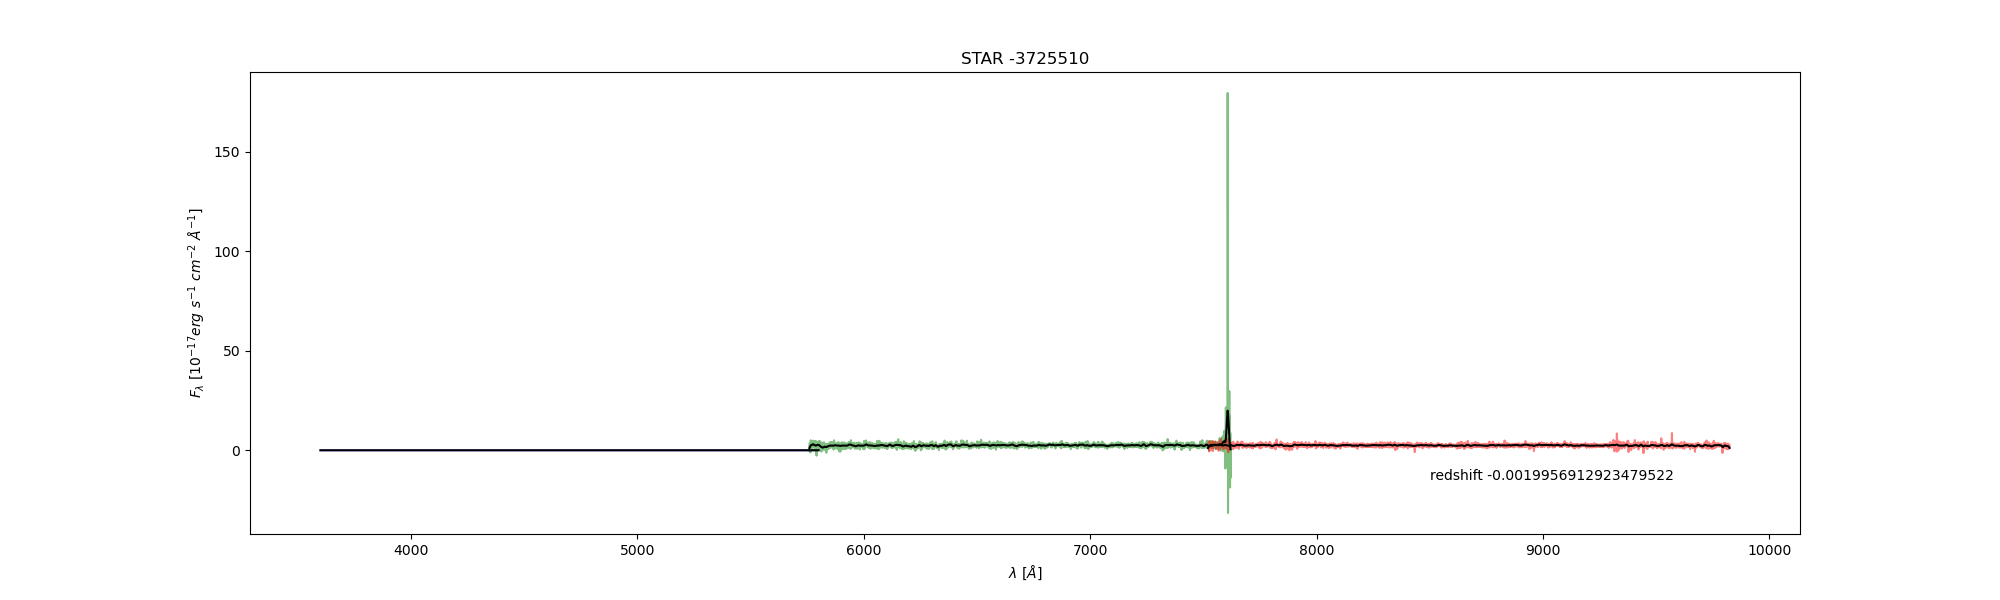 STAR -3725510
150
100
50
0
F_λ [10^{-17} erg s^{-1} cm^{-2} Å^{-1}]
redshift -0.0019956912923479522
4000 5000 6000 7000 8000 9000 10000
λ [Å]